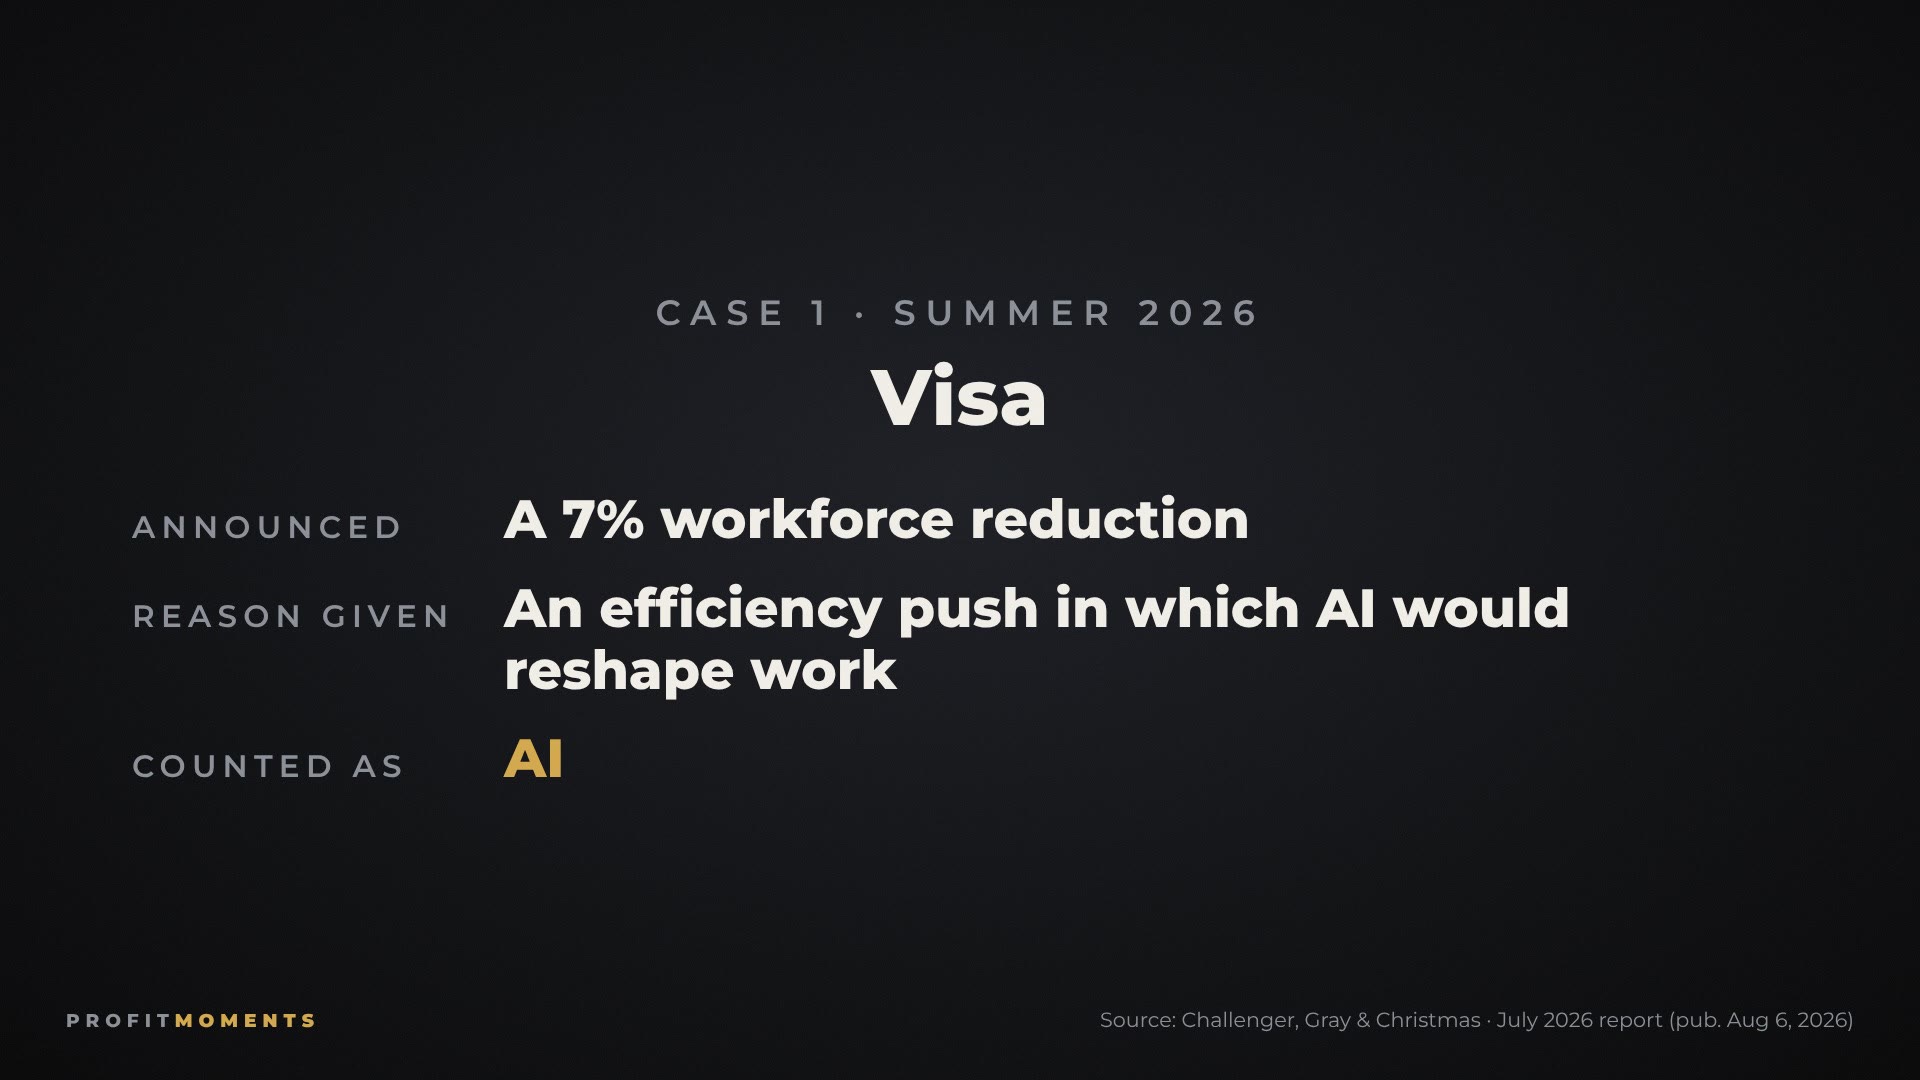 CASE 1 · SUMMER 2026
Visa
ANNOUNCED A 7% workforce reduction
REASON GIVEN An efficiency push in which AI would
reshape work
COUNTED AS AI
PROFITMOMENTS
Source: Challenger, Gray & Christmas · July 2026 report (pub. Aug 6, 2026)